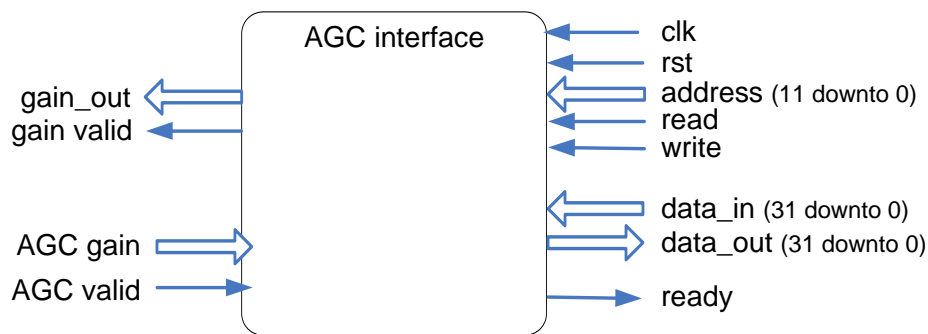 AGC interface
gain_out
gain valid
AGC gain
AGC valid
clk
rst
address (11 downto 0)
read
write
data_in (31 downto 0)
data_out (31 downto 0)
ready